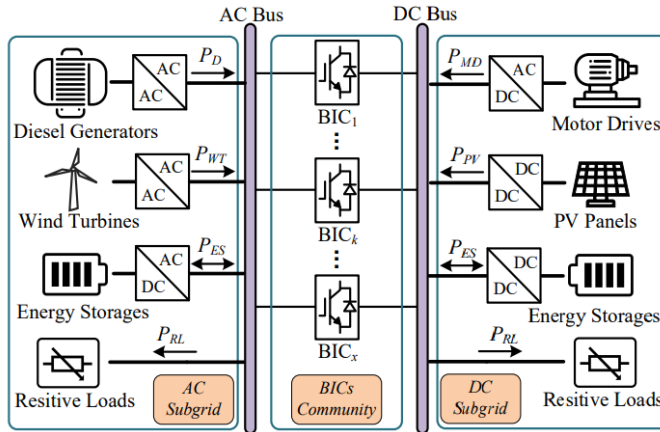 AC Bus
DC Bus
P_D
AC
AC
Diesel Generators
P_WT
AC
AC
Wind Turbines
P_ES
AC
DC
Energy Storages
P_RL
Resitive Loads
AC
Subgrid
BIC_1
BIC_k
BIC_x
BICs
Community
P_MD
AC
DC
Motor Drives
P_PV
DC
DC
PV Panels
P_ES
DC
DC
Energy Storages
P_RL
Resitive Loads
DC
Subgrid